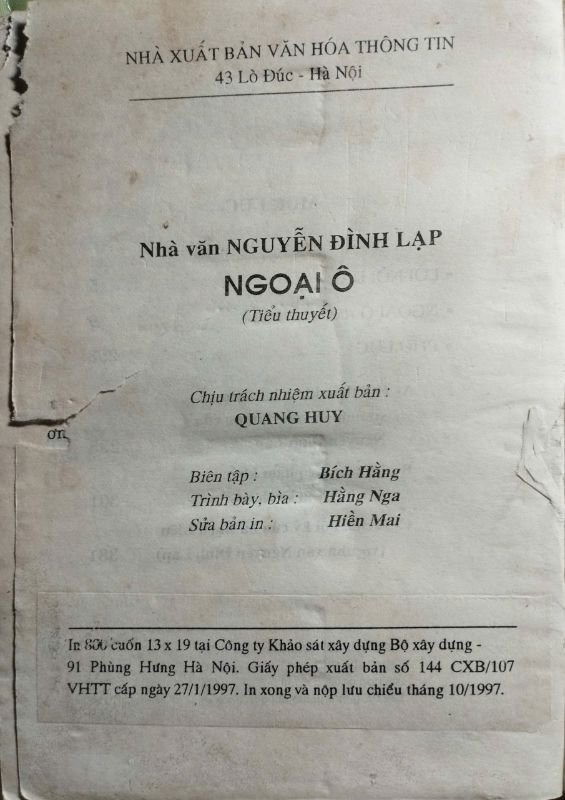 NHÀ XUẤT BẢN VĂN HÓA THÔNG TIN
43 Lò Đúc - Hà Nội
Nhà văn NGUYỄN ĐÌNH LẠP
NGOẠI Ô
(Tiểu thuyết)
Chịu trách nhiệm xuất bản :
QUANG HUY
ơn,
Biên tập : Bích Hằng
Trình bày, bìa : Hằng Nga
Sửa bản in : Hiền Mai
In 800 cuốn 13 x 19 tại Công ty Khảo sát xây dựng Bộ xây dựng -
91 Phùng Hưng Hà Nội. Giấy phép xuất bản số 144 CXB/107
VHTT cấp ngày 27/1/1997. In xong và nộp lưu chiểu tháng 10/1997.